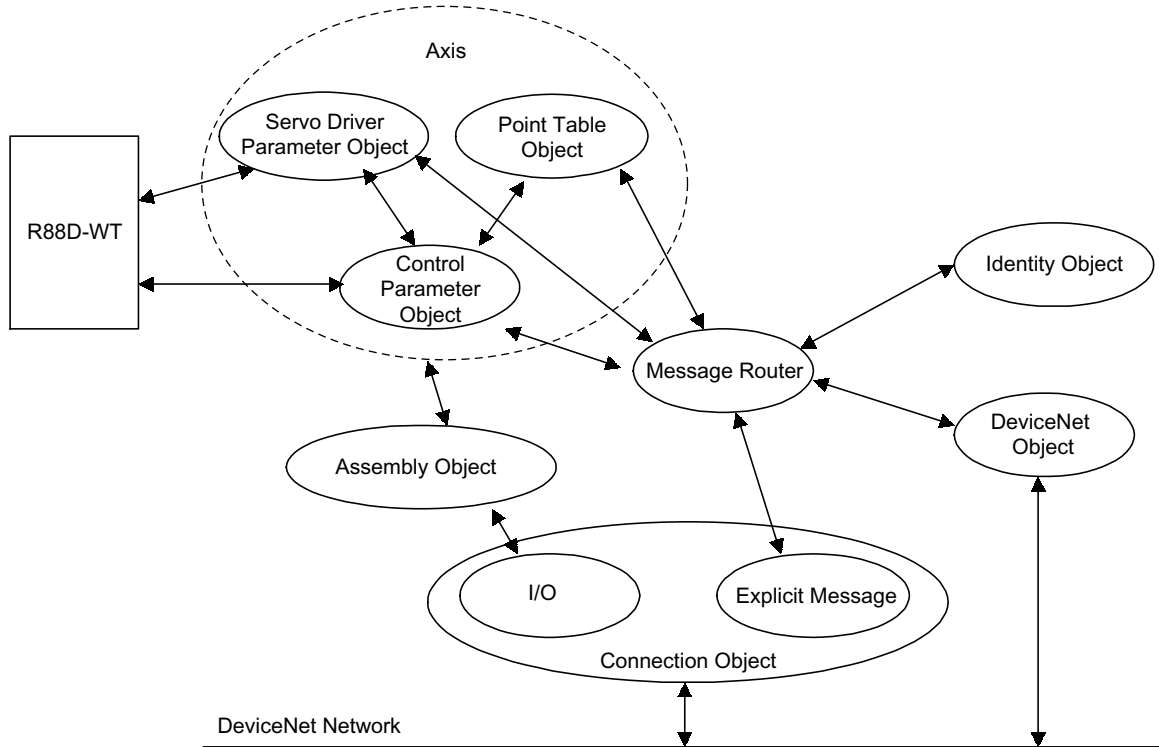 Axis
Servo Driver
Parameter Object
Point Table
Object
R88D-WT
Control
Parameter
Object
Identity Object
Message Router
DeviceNet
Object
Assembly Object
I/O
Explicit Message
Connection Object
DeviceNet Network